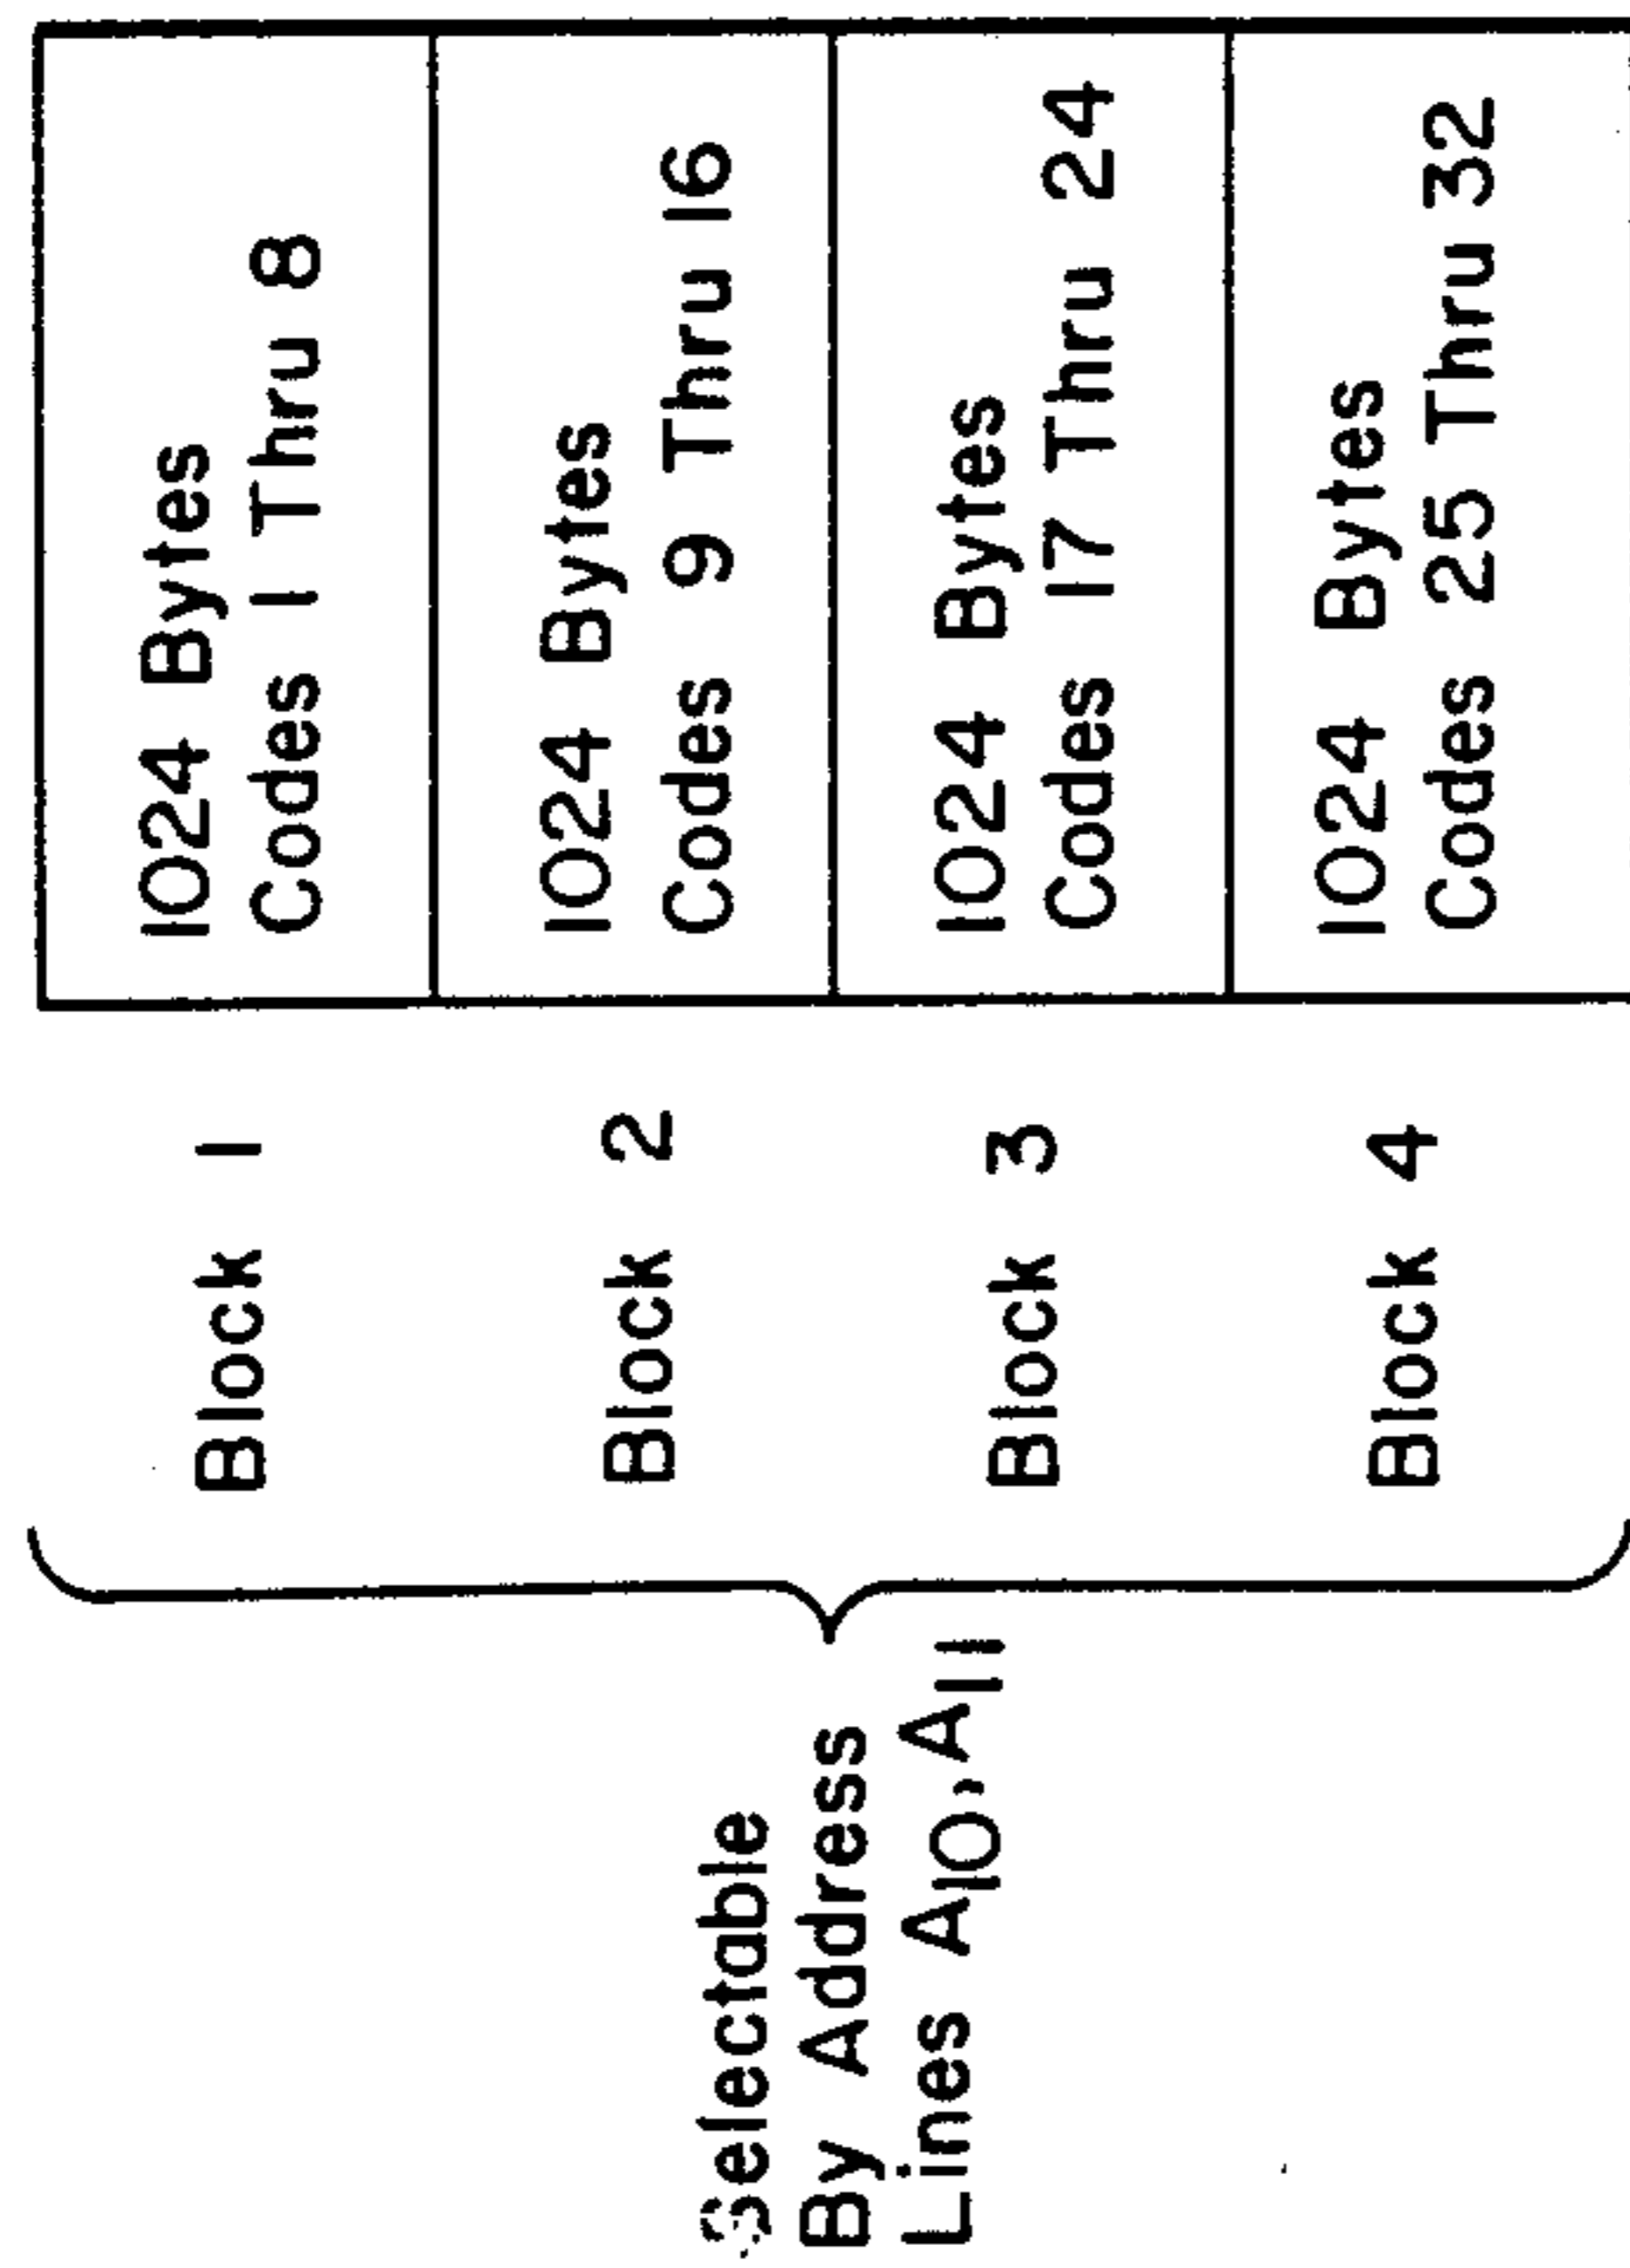 Selectable
By Address
Lines A10, A11
Block 1
1024 Bytes
Codes 1 Thru 8
Block 2
1024 Bytes
Codes 9 Thru 16
Block 3
1024 Bytes
Codes 17 Thru 24
Block 4
1024 Bytes
Codes 25 Thru 32